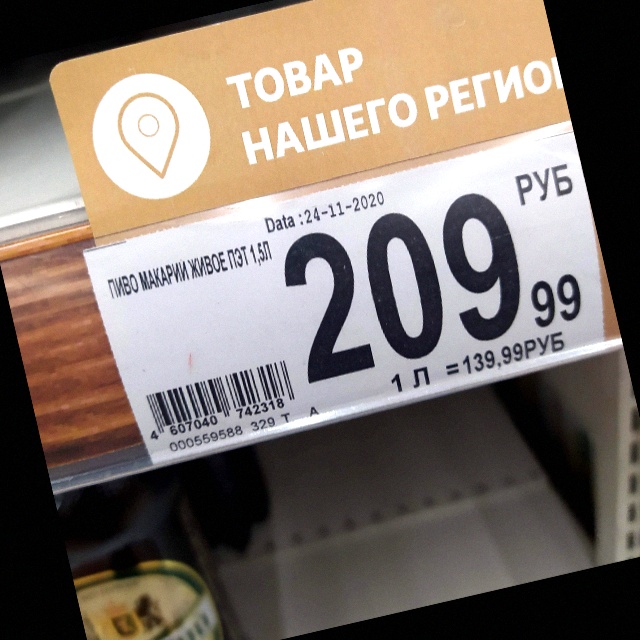 ТОВАР
НАШЕГО РЕГИО
Data : 24-11-2020
ПИВО МАКАРИЙ ЖИВОЕ ПЭТ 1,5Л
209 99 РУБ
1 Л =139,99РУБ
4 607040 742318
000559588 329 Т А